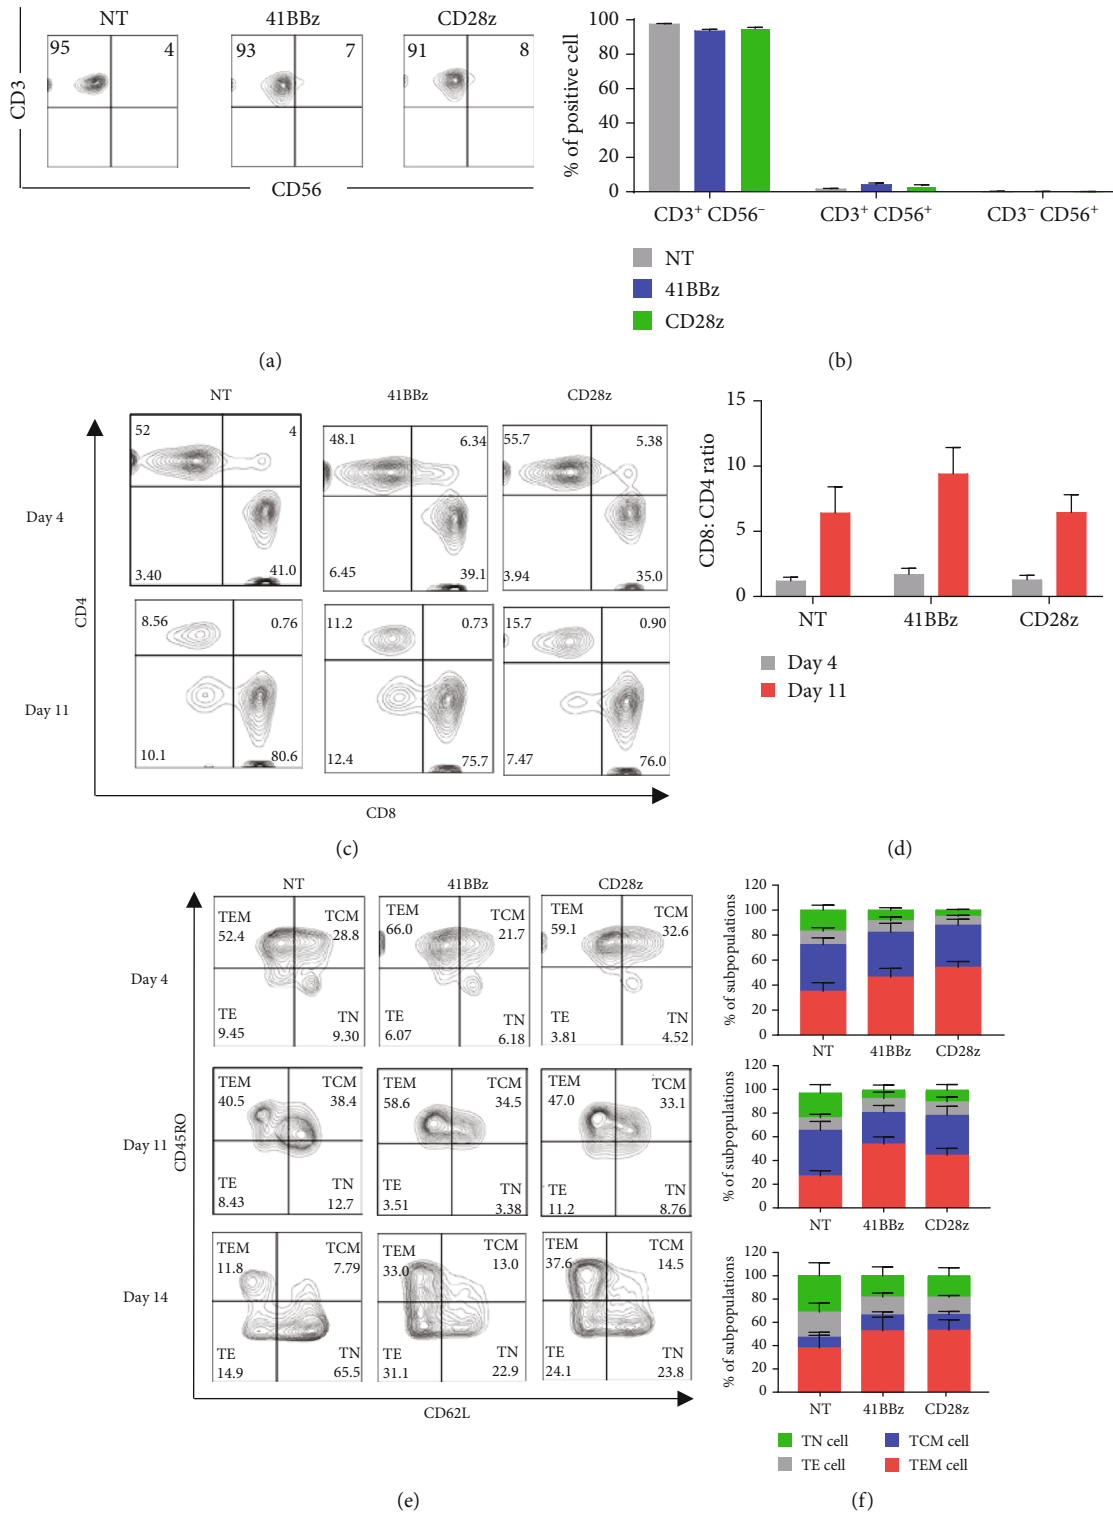 NT 41BBz CD28z
95 4 93 7 91 8
CD3
CD56
100
80
60
40
20
0
% of positive cell
CD3⁺ CD56⁻ CD3⁺ CD56⁺ CD3⁻ CD56⁺
NT
41BBz
CD28z
(a)
(b)
NT 41BBz CD28z
Day 4
52 4 48.1 6.34 55.7 5.38
3.40 41.0 6.45 39.1 3.94 35.0
CD4
Day 11
8.56 0.76 11.2 0.73 15.7 0.90
10.1 80.6 12.4 75.7 7.47 76.0
CD8
(c)
15
10
5
0
CD8: CD4 ratio
NT 41BBz CD28z
Day 4
Day 11
(d)
NT 41BBz CD28z
Day 4
TEM TCM TEM TCM TEM TCM
52.4 28.8 66.0 21.7 59.1 32.6
TE TN TE TN TE TN
9.45 9.30 6.07 6.18 3.81 4.52
CD45RO
Day 11
TEM TCM TEM TCM TEM TCM
40.5 38.4 58.6 34.5 47.0 33.1
TE TN TE TN TE TN
8.43 12.7 3.51 3.38 11.2 8.76
Day 14
TEM TCM TEM TCM TEM TCM
11.8 7.79 33.0 13.0 37.6 14.5
TE TN TE TN TE TN
14.9 65.5 31.1 22.9 24.1 23.8
CD62L
(e)
120
100
80
60
40
20
0
% of subpopulations
NT 41BBz CD28z
120
100
80
60
40
20
0
% of subpopulations
NT 41BBz CD28z
120
100
80
60
40
20
0
% of subpopulations
NT 41BBz CD28z
TN cell TCM cell
TE cell TEM cell
(f)